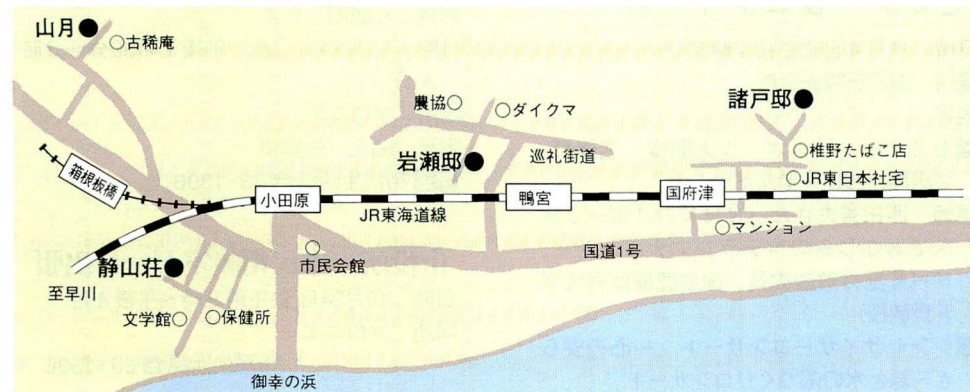 山月●
○古稀庵
農協○
○ダイクマ
諸戸邸●
岩瀬邸●
巡礼街道
○椎野たばこ店
○JR東日本社宅
箱根板橋
小田原
JR東海道線
鴨宮
国府津
○マンション
静山荘●
○市民会館
国道1号
至早川
文学館○
○保健所
御幸の浜